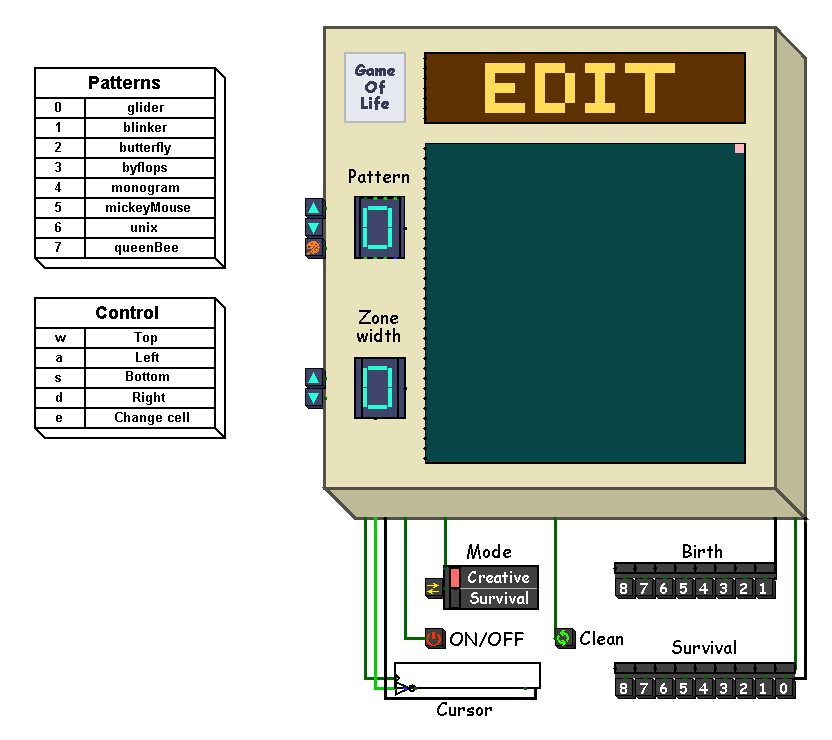 Game
Of
Life
EDIT
Patterns
0 glider
1 blinker
2 butterfly
3 byflops
4 monogram
5 mickeyMouse
6 unix
7 queenBee
Pattern
0
Control
w Top
a Left
s Bottom
d Right
e Change cell
Zone
width
0
Mode
Creative
Survival
Birth
8 7 6 5 4 3 2 1
ON/OFF
Clean
Survival
8 7 6 5 4 3 2 1 0
Cursor